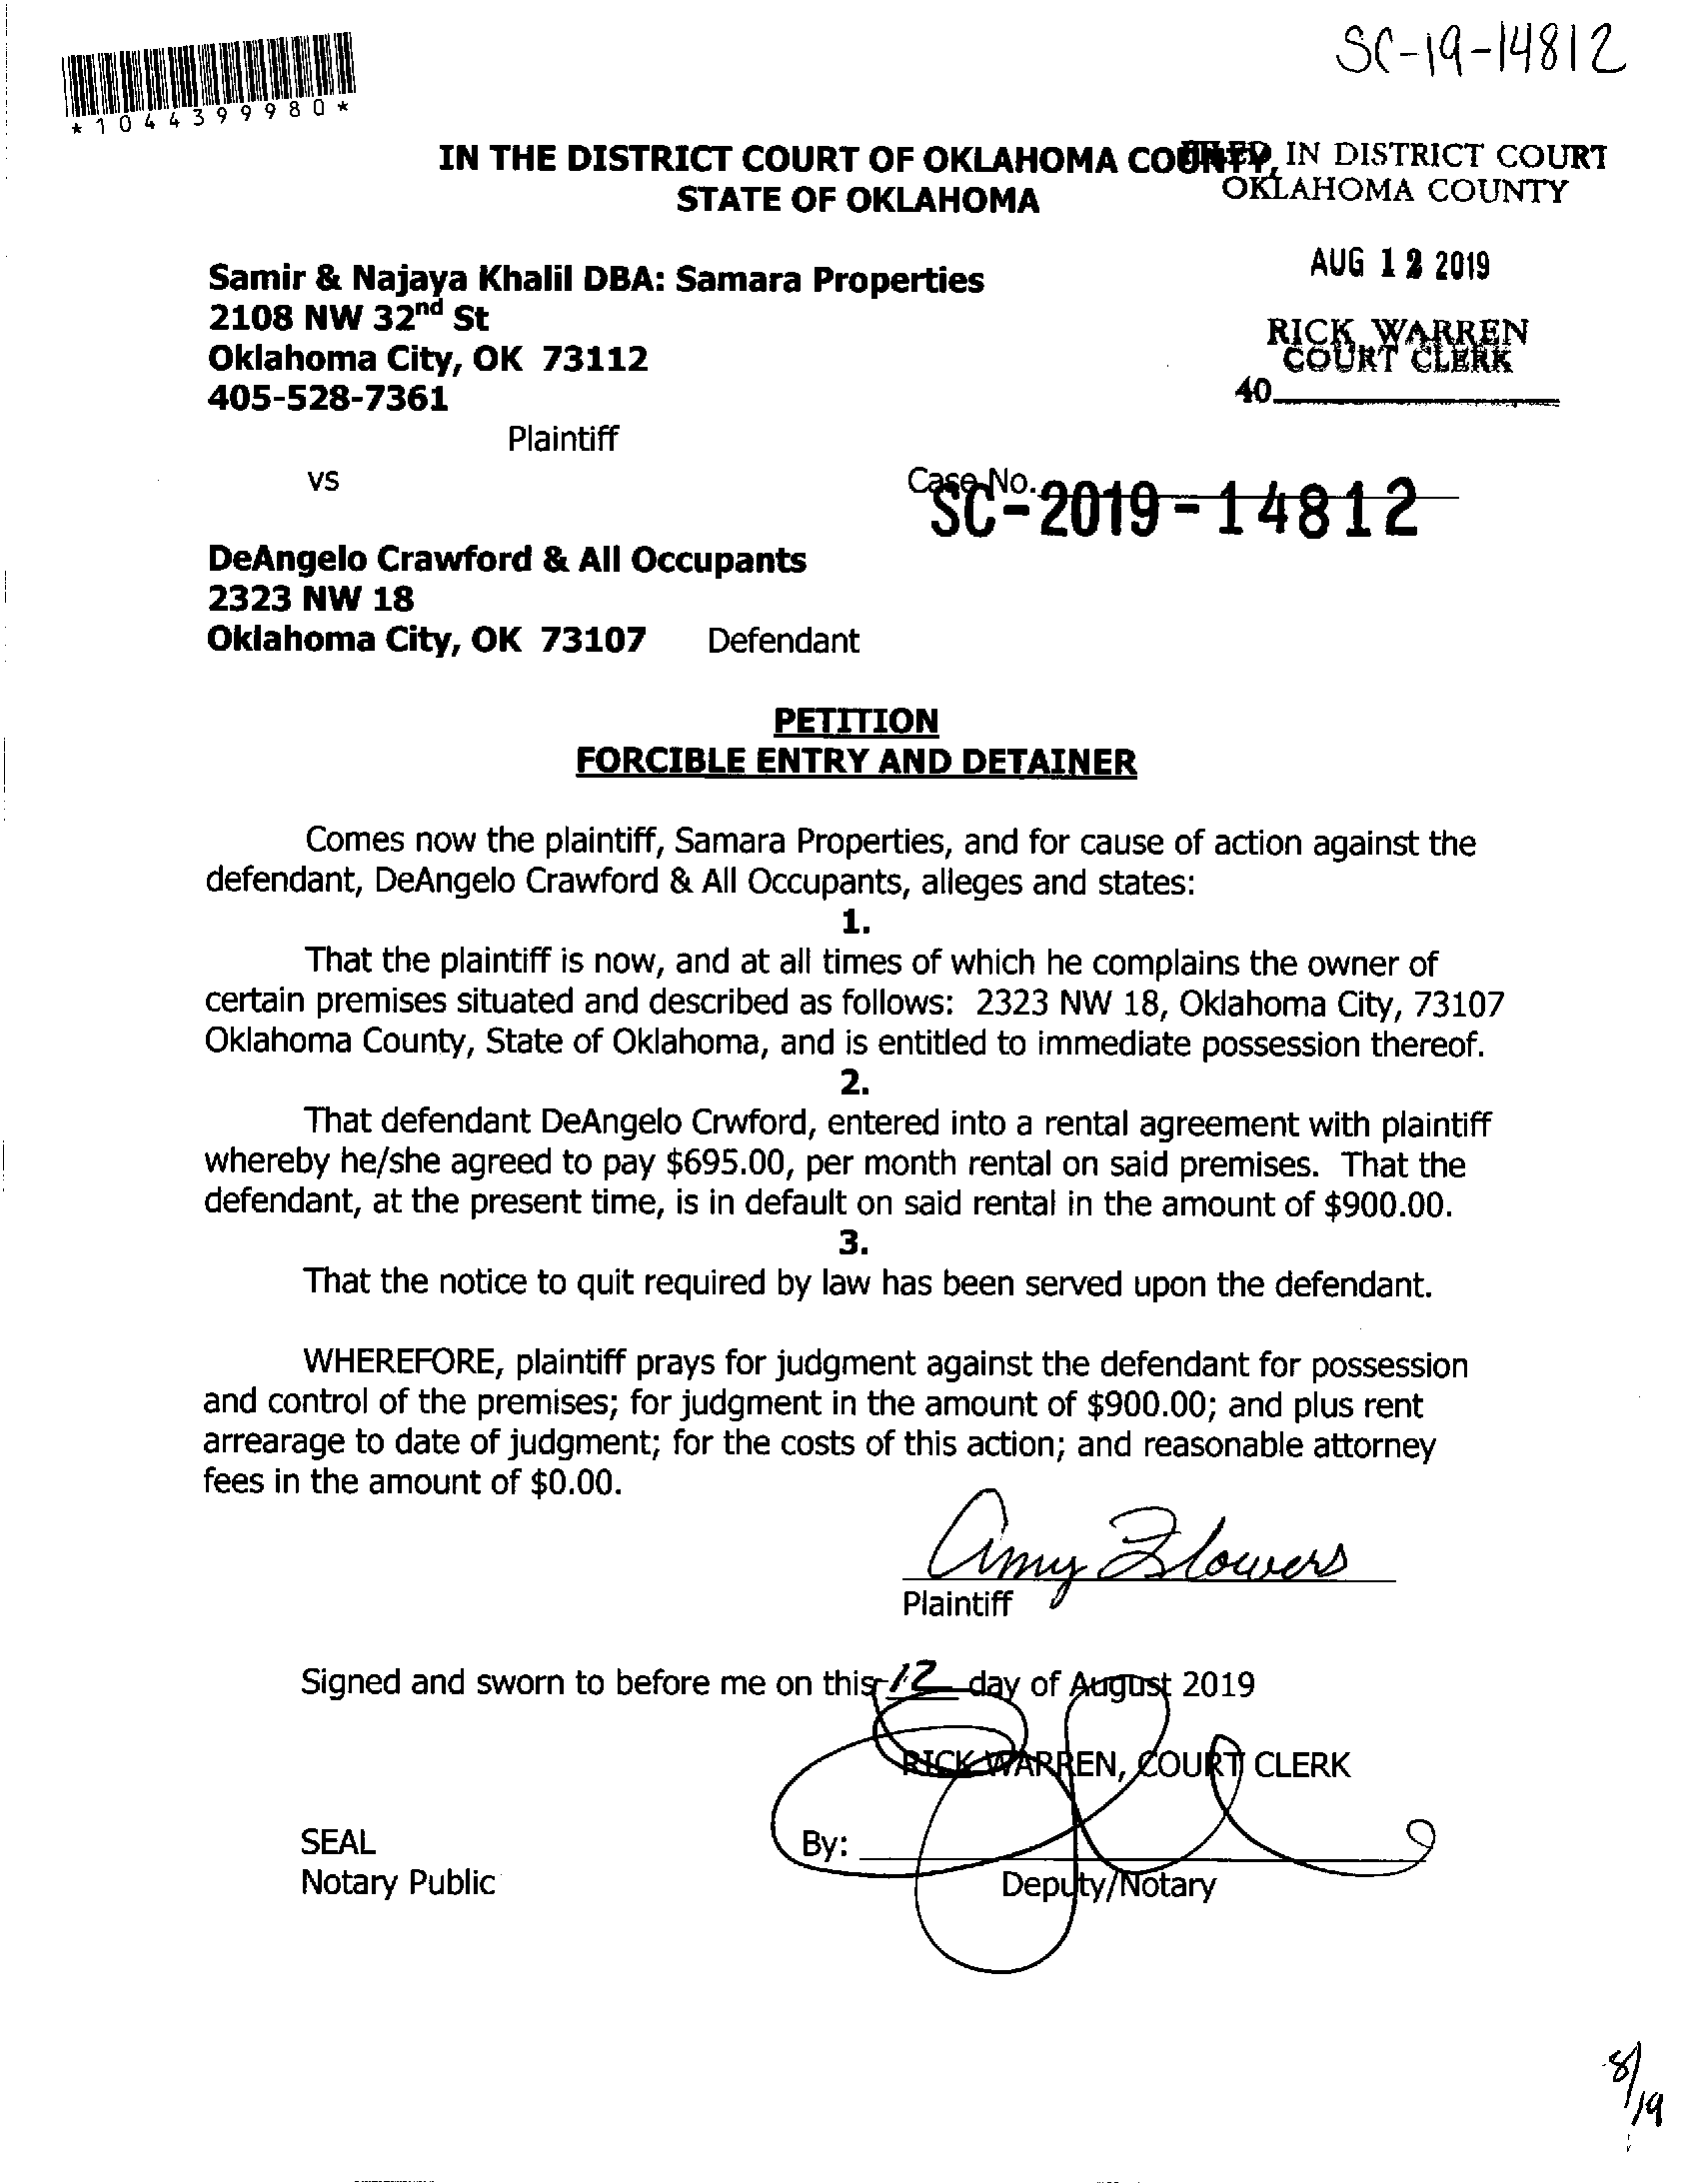 SC-19-14812
*1044399980*
IN THE DISTRICT COURT OF OKLAHOMA COUNTY,
STATE OF OKLAHOMA
FILED IN DISTRICT COURT
OKLAHOMA COUNTY
AUG 12 2019
RICK WARREN
COURT CLERK
40
Samir & Najaya Khalil DBA: Samara Properties
2108 NW 32nd St
Oklahoma City, OK 73112
405-528-7361
Plaintiff
vs
Case No.
SC-2019-14812
DeAngelo Crawford & All Occupants
2323 NW 18
Oklahoma City, OK 73107 Defendant
PETITION
FORCIBLE ENTRY AND DETAINER
Comes now the plaintiff, Samara Properties, and for cause of action against the
defendant, DeAngelo Crawford & All Occupants, alleges and states:
1.
That the plaintiff is now, and at all times of which he complains the owner of
certain premises situated and described as follows: 2323 NW 18, Oklahoma City, 73107
Oklahoma County, State of Oklahoma, and is entitled to immediate possession thereof.
2.
That defendant DeAngelo Crwford, entered into a rental agreement with plaintiff
whereby he/she agreed to pay $695.00, per month rental on said premises. That the
defendant, at the present time, is in default on said rental in the amount of $900.00.
3.
That the notice to quit required by law has been served upon the defendant.
WHEREFORE, plaintiff prays for judgment against the defendant for possession
and control of the premises; for judgment in the amount of $900.00; and plus rent
arrearage to date of judgment; for the costs of this action; and reasonable attorney
fees in the amount of $0.00.
Amy Flowers
Plaintiff
Signed and sworn to before me on this 12 day of August 2019
RICK WARREN, COURT CLERK
SEAL
By:
Notary Public
Deputy/Notary
8/19